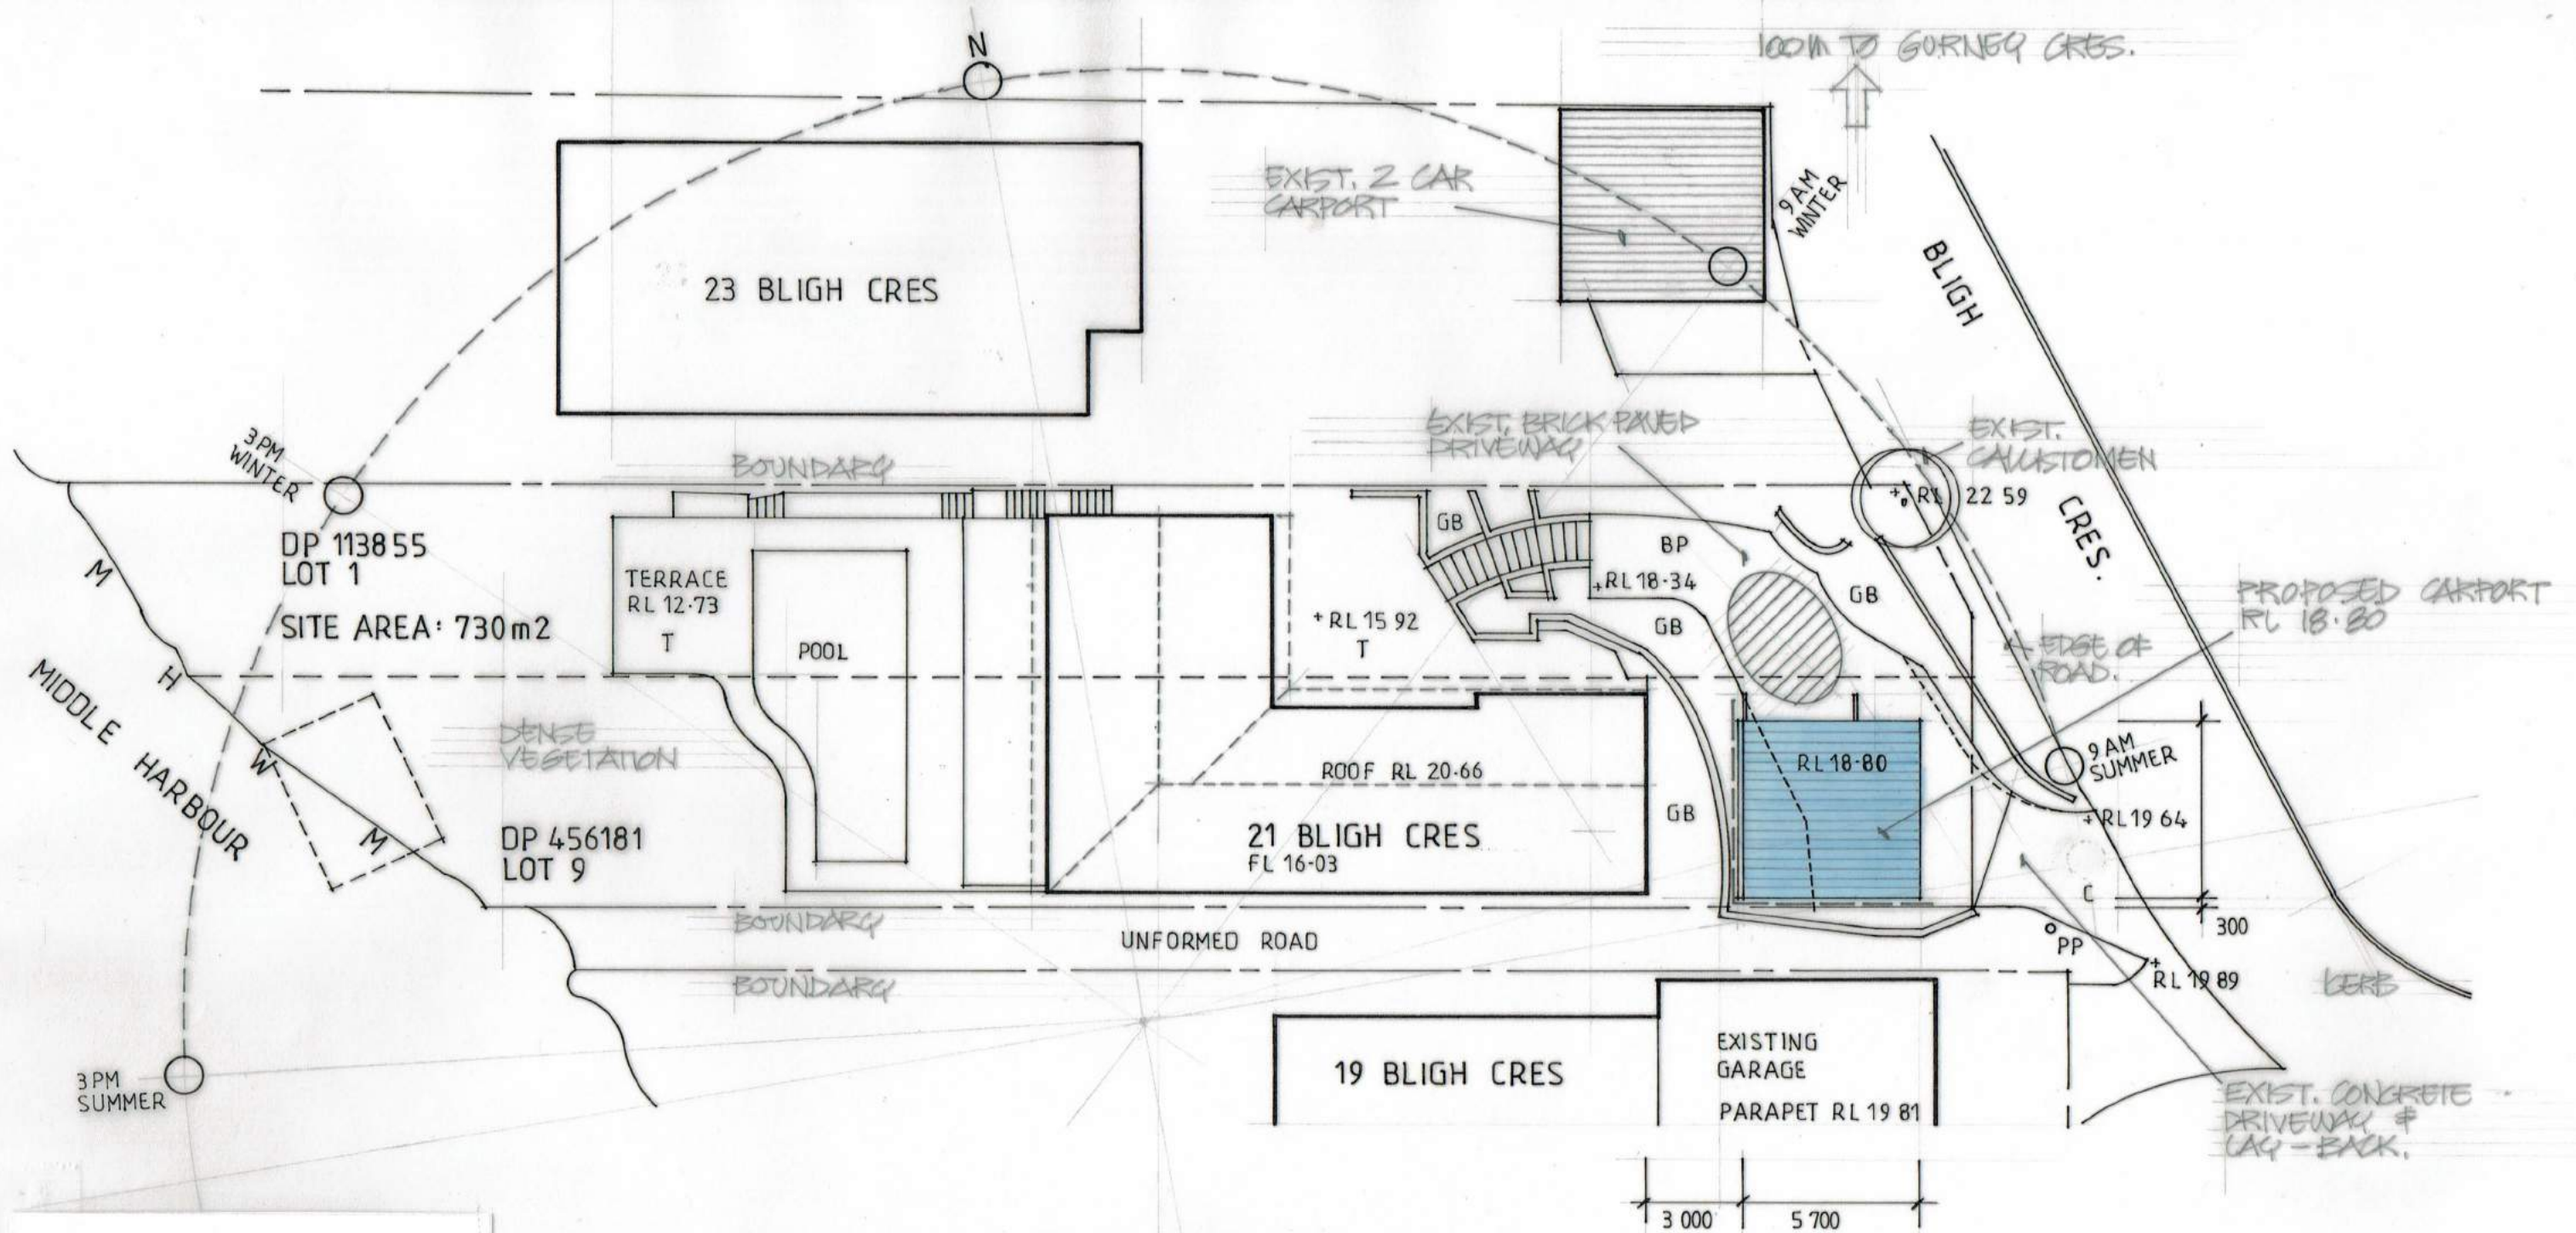 N
100M TO GURNEY CRES.
EXIST. 2 CAR
CARPORT
9 AM
WINTER
BLIGH
CRES.
23 BLIGH CRES
3 PM
WINTER
BOUNDARY
EXIST. BRICK PAVED
DRIVEWAY
EXIST.
CALLISTOMEN
RL 22 59
DP 113855
LOT 1
SITE AREA: 730m2
TERRACE
RL 12·73
T
POOL
RL 15 92
T
GB
BP
RL 18·34
GB
GB
PROPOSED CARPORT
RL 18·80
EDGE OF
ROAD.
M
H
W
M
MIDDLE HARBOUR
DENSE
VEGETATION
DP 456181
LOT 9
ROOF RL 20·66
21 BLIGH CRES
FL 16·03
GB
RL 18·80
9 AM
SUMMER
RL 19 64
C
300
BOUNDARY
UNFORMED ROAD
PP
RL 19 89
KERB
BOUNDARY
3 PM
SUMMER
19 BLIGH CRES
EXISTING
GARAGE
PARAPET RL 19 81
EXIST. CONCRETE
DRIVEWAY &
LAY-BACK.
3 000
5 700